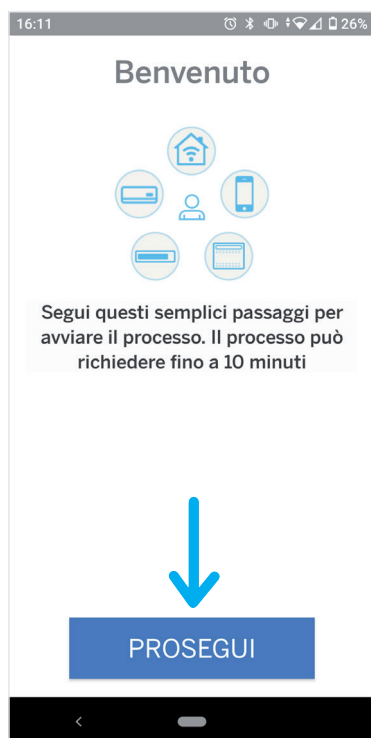 16:11 26%
Benvenuto
Segui questi semplici passaggi per
avviare il processo. Il processo può
richiedere fino a 10 minuti
PROSEGUI